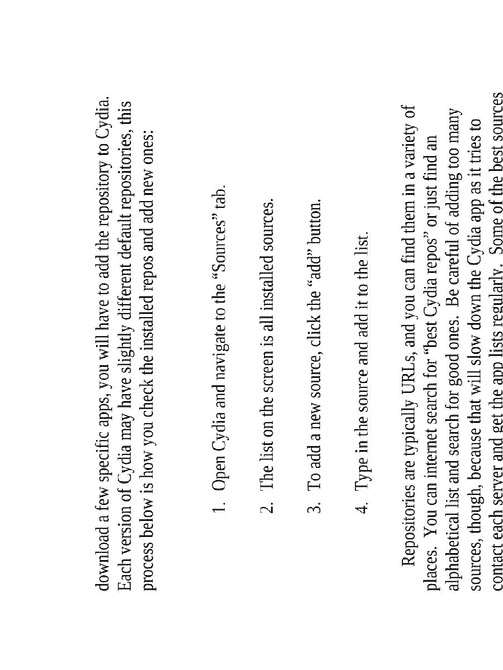 download a few specific apps, you will have to add the repository to Cydia.
Each version of Cydia may have slightly different default repositories, this
process below is how you check the installed repos and add new ones:
1. Open Cydia and navigate to the “Sources” tab.
2. The list on the screen is all installed sources.
3. To add a new source, click the “add” button.
4. Type in the source and add it to the list.
Repositories are typically URLs, and you can find them in a variety of
places. You can internet search for “best Cydia repos” or just find an
alphabetical list and search for good ones. Be careful of adding too many
sources, though, because that will slow down the Cydia app as it tries to
contact each server and get the app lists regularly. Some of the best sources